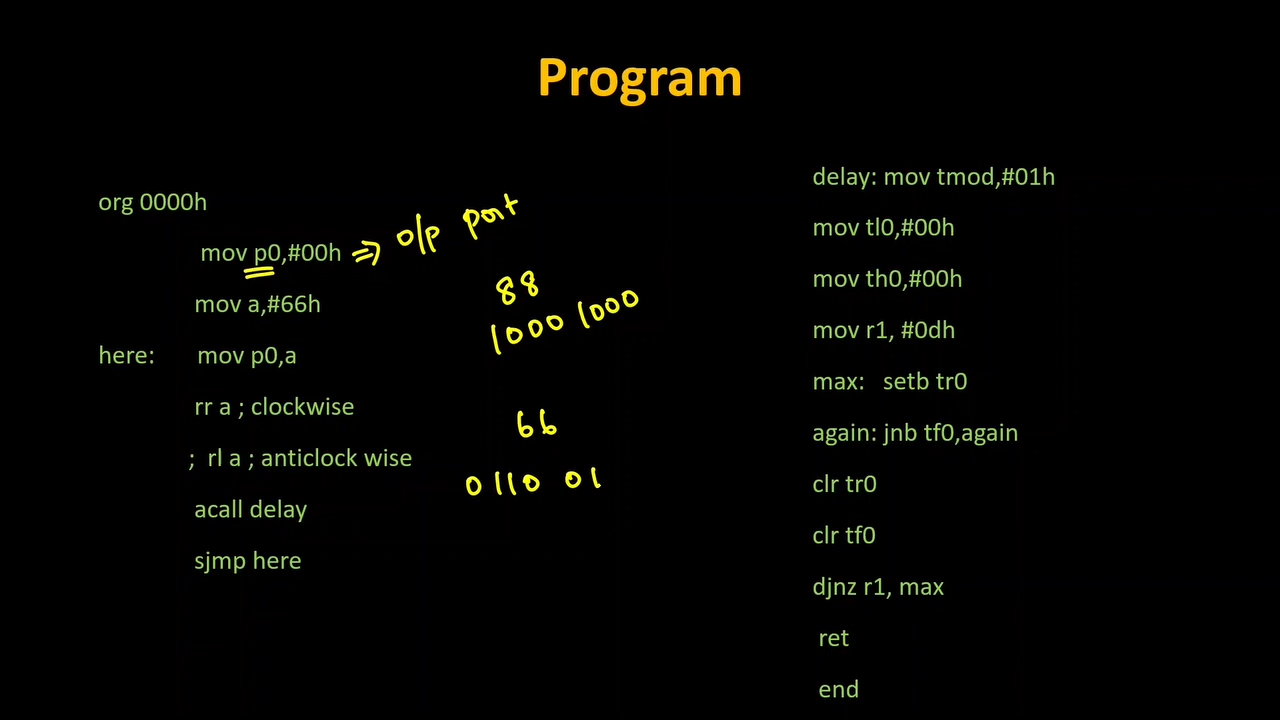 Program
org 0000h
mov p0,#00h => o/p port
mov a,#66h
here: mov p0,a
rr a ; clockwise
; rl a ; anticlock wise
acall delay
sjmp here
88
1000 1000
66
0110 01
delay: mov tmod,#01h
mov tl0,#00h
mov th0,#00h
mov r1, #0dh
max: setb tr0
again: jnb tf0,again
clr tr0
clr tf0
djnz r1, max
ret
end